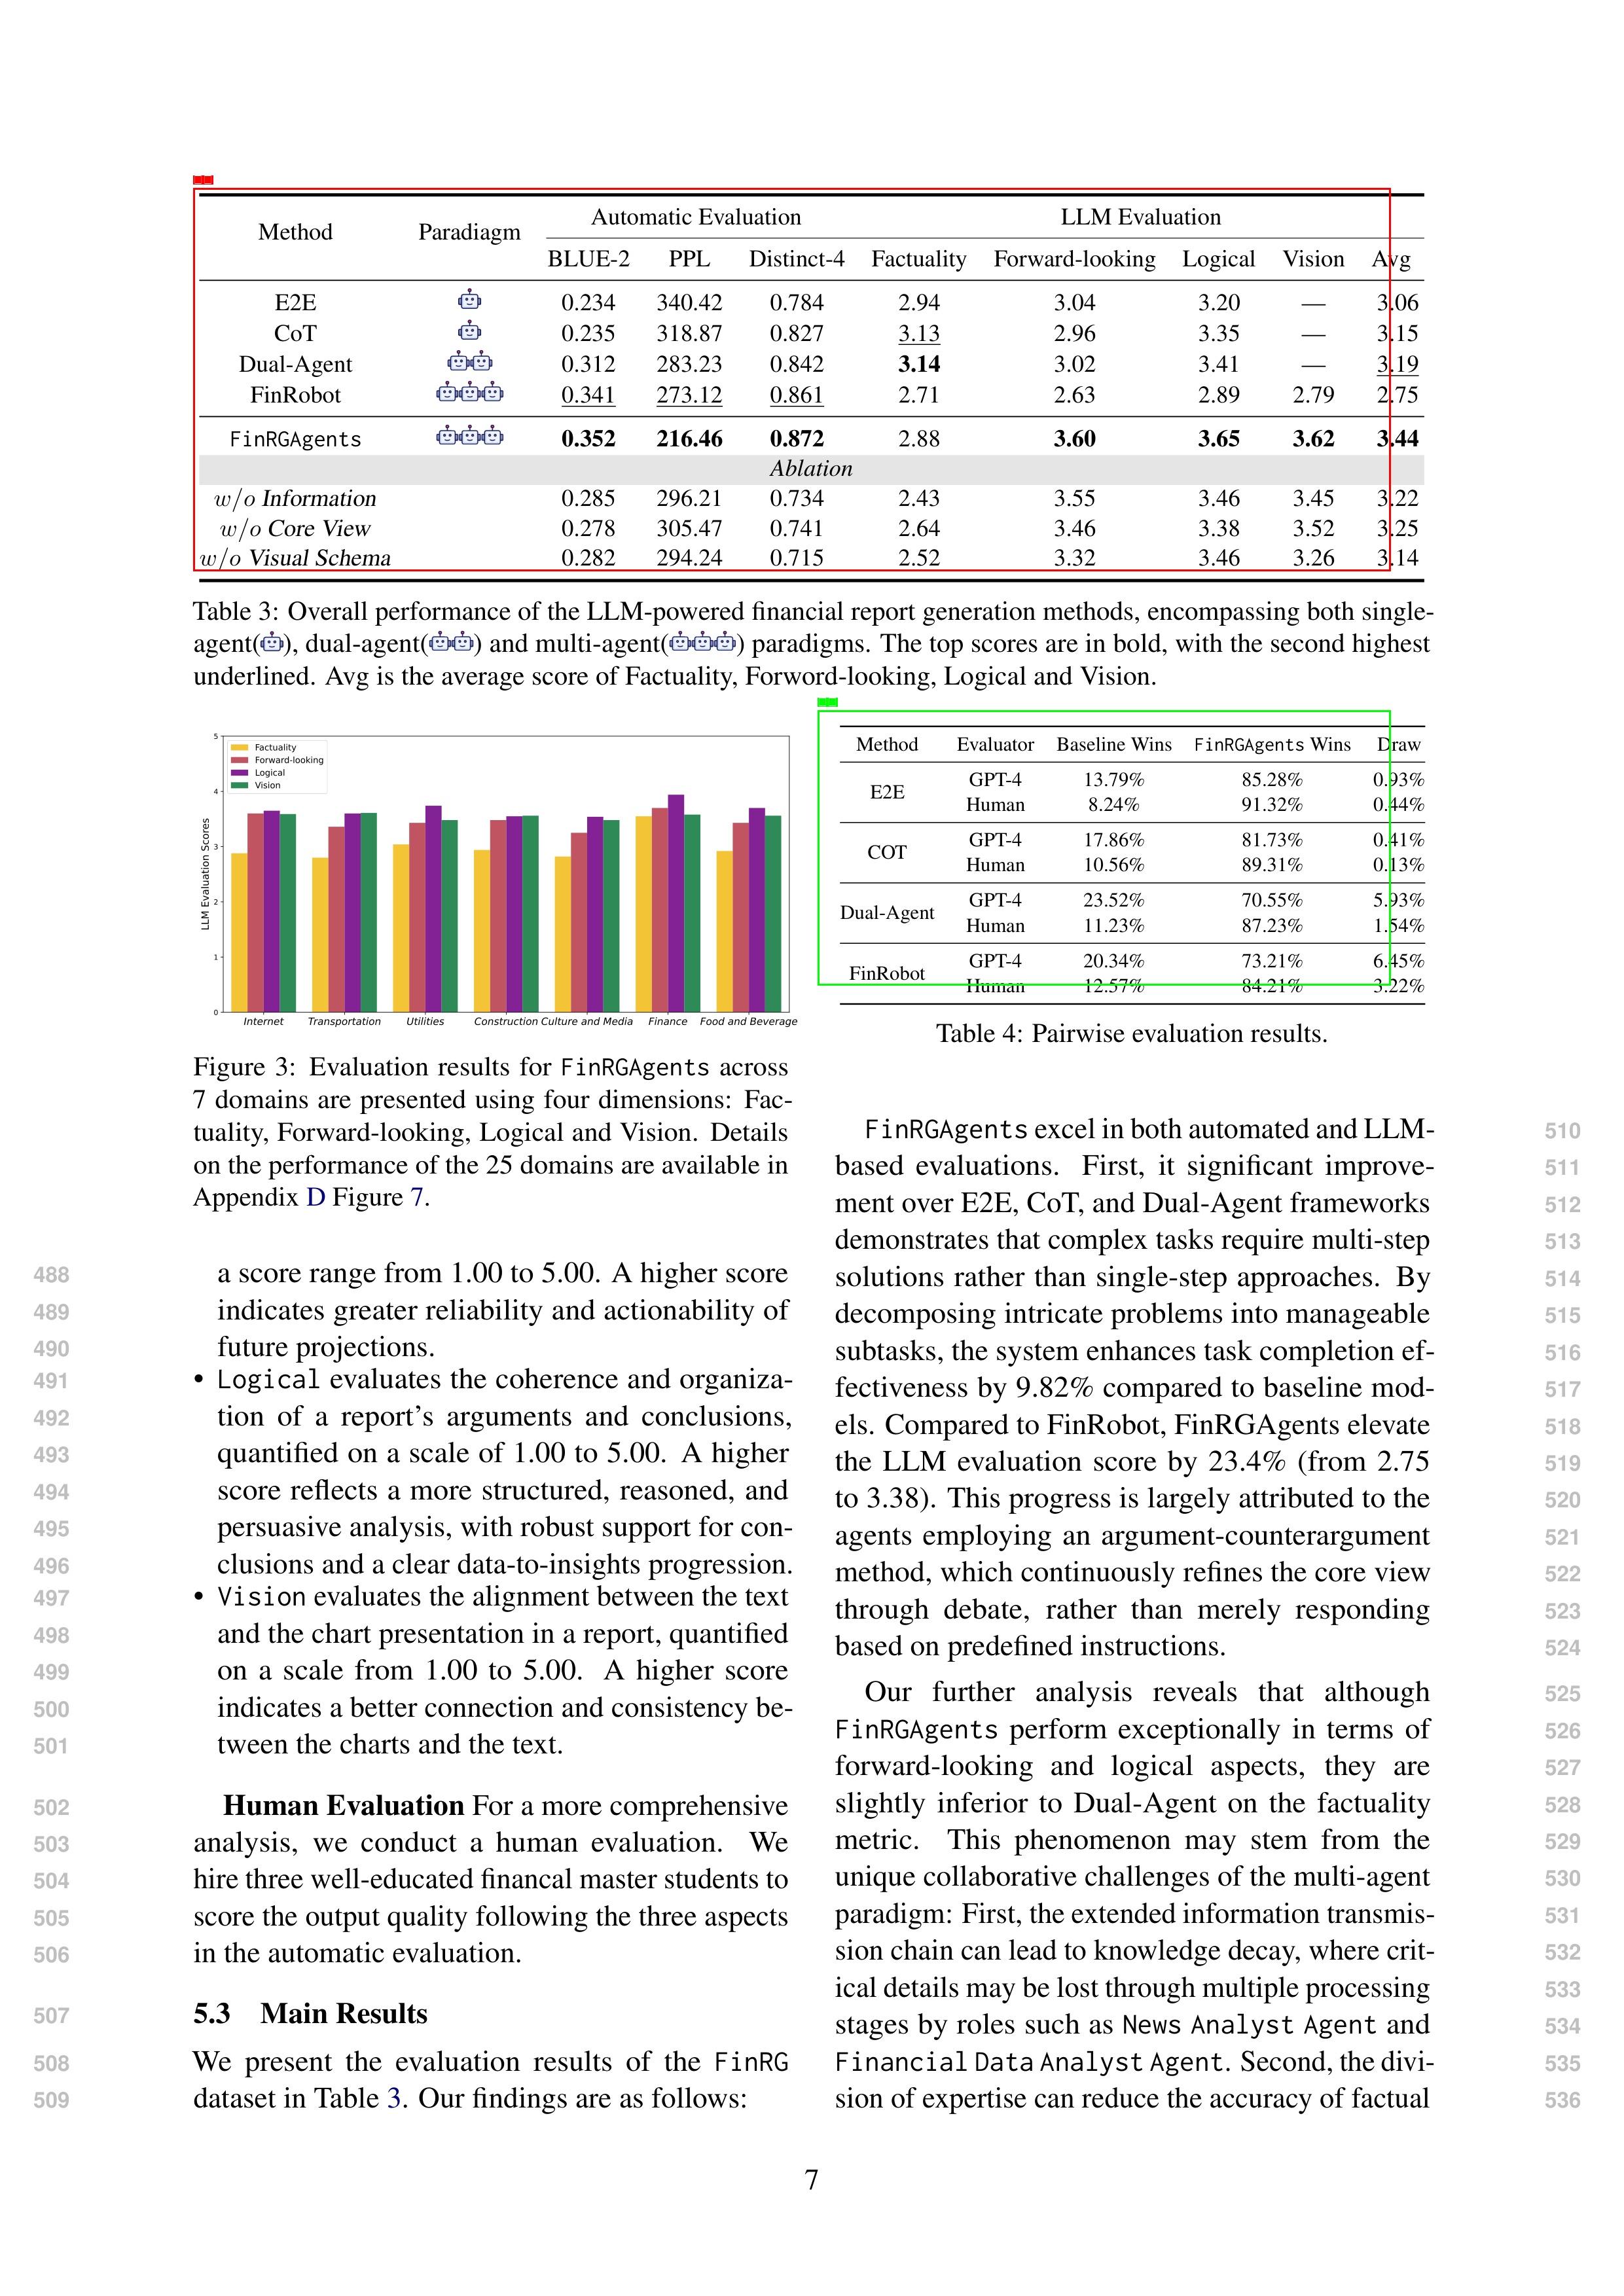 Method Paradiagm Automatic Evaluation LLM Evaluation
BLUE-2 PPL Distinct-4 Factuality Forward-looking Logical Vision Avg
E2E 0.234 340.42 0.784 2.94 3.04 3.20 — 3.06
CoT 0.235 318.87 0.827 3.13 2.96 3.35 — 3.15
Dual-Agent 0.312 283.23 0.842 3.14 3.02 3.41 — 3.19
FinRobot 0.341 273.12 0.861 2.71 2.63 2.89 2.79 2.75
FinRGAgents 0.352 216.46 0.872 2.88 3.60 3.65 3.62 3.44
Ablation
w/o Information 0.285 296.21 0.734 2.43 3.55 3.46 3.45 3.22
w/o Core View 0.278 305.47 0.741 2.64 3.46 3.38 3.52 3.25
w/o Visual Schema 0.282 294.24 0.715 2.52 3.32 3.46 3.26 3.14
Table 3: Overall performance of the LLM-powered financial report generation methods, encompassing both single-
agent(), dual-agent() and multi-agent() paradigms. The top scores are in bold, with the second highest
underlined. Avg is the average score of Factuality, Forword-looking, Logical and Vision.
5
4
3
2
1
0
LLM Evaluation Scores
Factuality
Forward-looking
Logical
Vision
Internet Transportation Utilities Construction Culture and Media Finance Food and Beverage
Figure 3: Evaluation results for FinRGAgents across
7 domains are presented using four dimensions: Fac-
tuality, Forward-looking, Logical and Vision. Details
on the performance of the 25 domains are available in
Appendix D Figure 7.
Method Evaluator Baseline Wins FinRGAgents Wins Draw
E2E GPT-4 13.79% 85.28% 0.93%
Human 8.24% 91.32% 0.44%
COT GPT-4 17.86% 81.73% 0.41%
Human 10.56% 89.31% 0.13%
Dual-Agent GPT-4 23.52% 70.55% 5.93%
Human 11.23% 87.23% 1.54%
FinRobot GPT-4 20.34% 73.21% 6.45%
Human 12.57% 84.21% 3.22%
Table 4: Pairwise evaluation results.
488 a score range from 1.00 to 5.00. A higher score
489 indicates greater reliability and actionability of
490 future projections.
491 • Logical evaluates the coherence and organiza-
492 tion of a report's arguments and conclusions,
493 quantified on a scale of 1.00 to 5.00. A higher
494 score reflects a more structured, reasoned, and
495 persuasive analysis, with robust support for con-
496 clusions and a clear data-to-insights progression.
497 • Vision evaluates the alignment between the text
498 and the chart presentation in a report, quantified
499 on a scale from 1.00 to 5.00. A higher score
500 indicates a better connection and consistency be-
501 tween the charts and the text.
502 Human Evaluation For a more comprehensive
503 analysis, we conduct a human evaluation. We
504 hire three well-educated financal master students to
505 score the output quality following the three aspects
506 in the automatic evaluation.
507 5.3 Main Results
508 We present the evaluation results of the FinRG
509 dataset in Table 3. Our findings are as follows:
FinRGAgents excel in both automated and LLM- 510
based evaluations. First, it significant improve- 511
ment over E2E, CoT, and Dual-Agent frameworks 512
demonstrates that complex tasks require multi-step 513
solutions rather than single-step approaches. By 514
decomposing intricate problems into manageable 515
subtasks, the system enhances task completion ef- 516
fectiveness by 9.82% compared to baseline mod- 517
els. Compared to FinRobot, FinRGAgents elevate 518
the LLM evaluation score by 23.4% (from 2.75 519
to 3.38). This progress is largely attributed to the 520
agents employing an argument-counterargument 521
method, which continuously refines the core view 522
through debate, rather than merely responding 523
based on predefined instructions. 524
Our further analysis reveals that although 525
FinRGAgents perform exceptionally in terms of 526
forward-looking and logical aspects, they are 527
slightly inferior to Dual-Agent on the factuality 528
metric. This phenomenon may stem from the 529
unique collaborative challenges of the multi-agent 530
paradigm: First, the extended information transmis- 531
sion chain can lead to knowledge decay, where crit- 532
ical details may be lost through multiple processing 533
stages by roles such as News Analyst Agent and 534
Financial Data Analyst Agent. Second, the divi- 535
sion of expertise can reduce the accuracy of factual 536
7